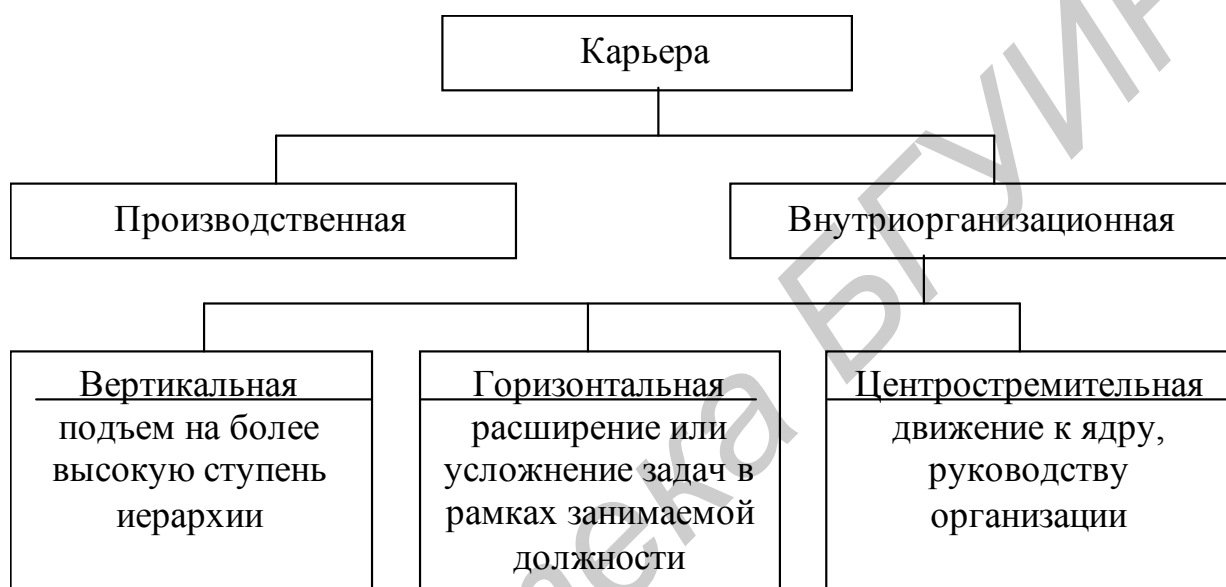 Карьера
Производственная
Внутриорганизационная
Вертикальная
подъем на более
высокую ступень
иерархии
Горизонтальная
расширение или
усложнение задач в
рамках занимаемой
должности
Центростремительная
движение к ядру,
руководству
организации